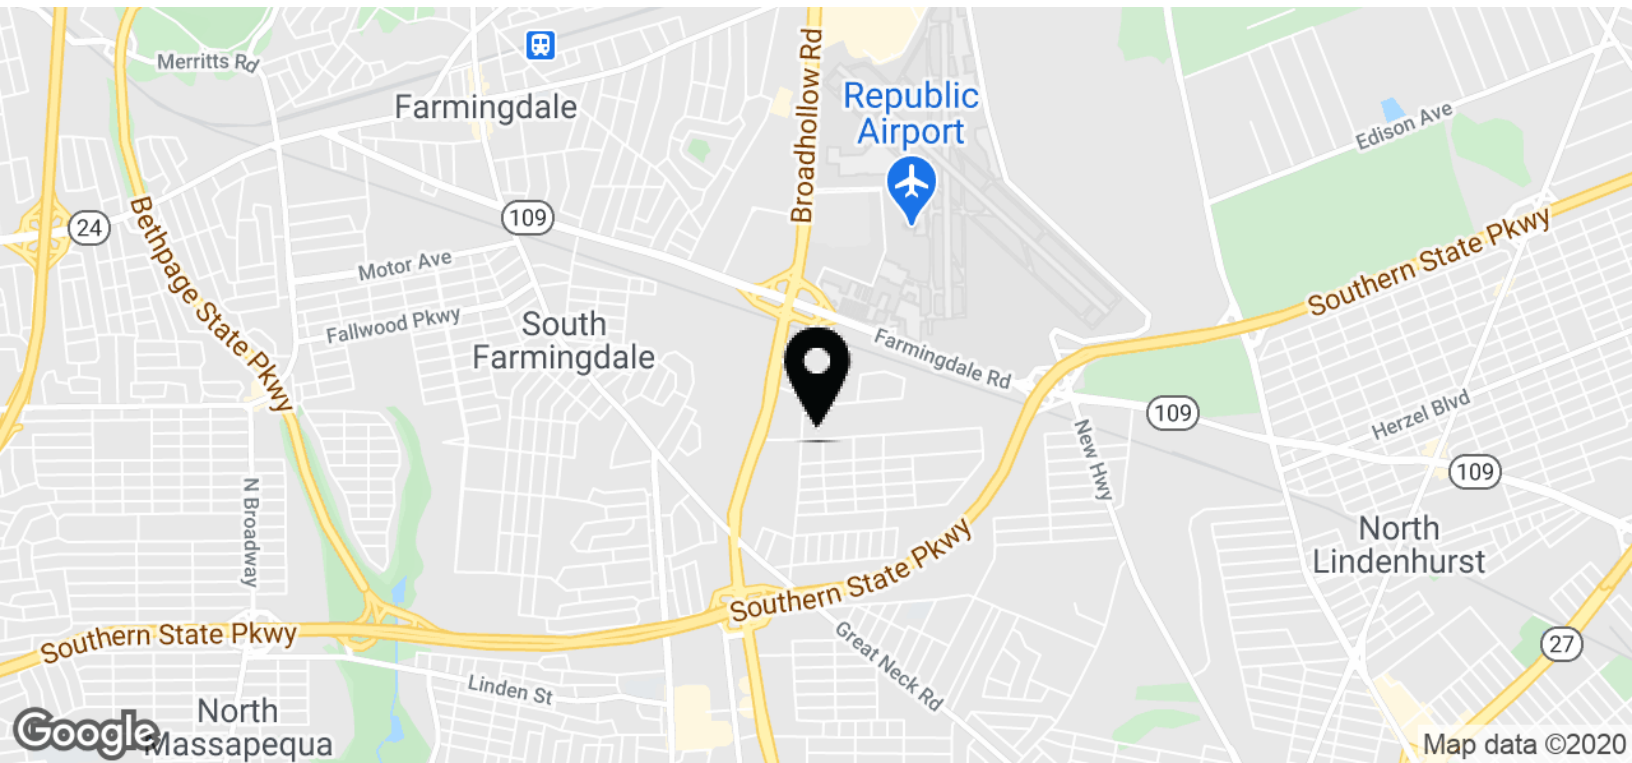 Merritts Rd
Farmingdale
Broadhollow Rd
Republic
Airport
Edison Ave
24
109
Bethpage State Pkwy
Motor Ave
Southern State Pkwy
Fallwood Pkwy
South
Farmingdale
Farmingdale Rd
109
Herzel Blvd
New Hwy
109
N Broadway
North
Lindenhurst
Southern State Pkwy
Southern State Pkwy
27
Great Neck Rd
Linden St
North
Massapequa
Google
Map data ©2020